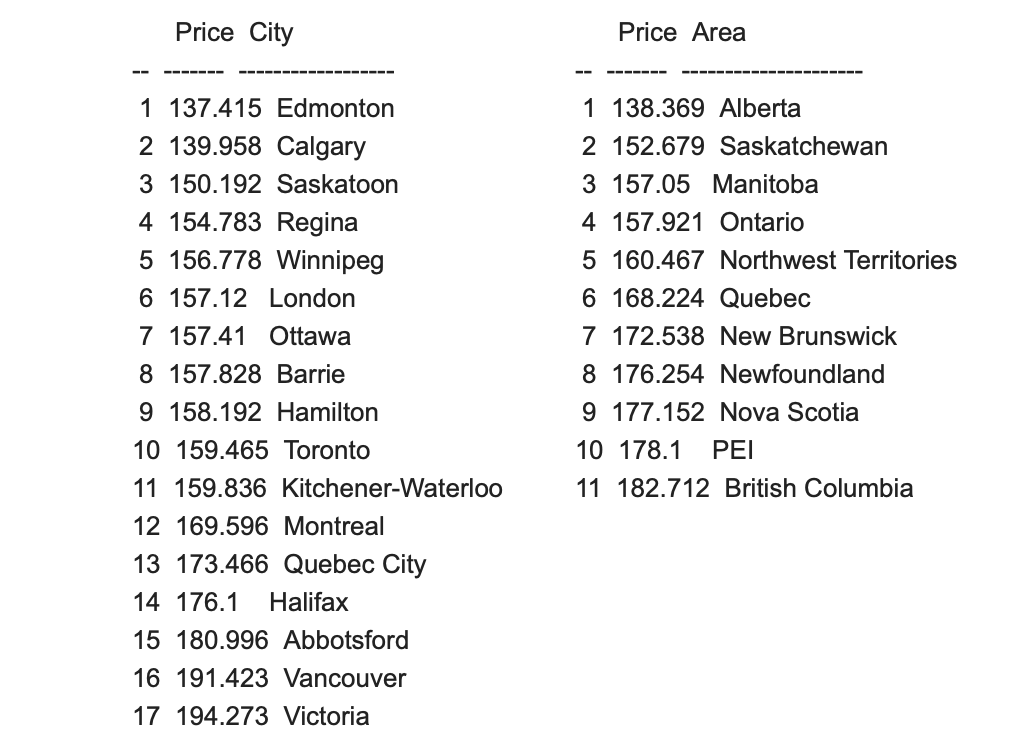 Price City
-- ------- ------------------
1 137.415 Edmonton
2 139.958 Calgary
3 150.192 Saskatoon
4 154.783 Regina
5 156.778 Winnipeg
6 157.12 London
7 157.41 Ottawa
8 157.828 Barrie
9 158.192 Hamilton
10 159.465 Toronto
11 159.836 Kitchener-Waterloo
12 169.596 Montreal
13 173.466 Quebec City
14 176.1 Halifax
15 180.996 Abbotsford
16 191.423 Vancouver
17 194.273 Victoria
Price Area
-- ------- ---------------------
1 138.369 Alberta
2 152.679 Saskatchewan
3 157.05 Manitoba
4 157.921 Ontario
5 160.467 Northwest Territories
6 168.224 Quebec
7 172.538 New Brunswick
8 176.254 Newfoundland
9 177.152 Nova Scotia
10 178.1 PEI
11 182.712 British Columbia